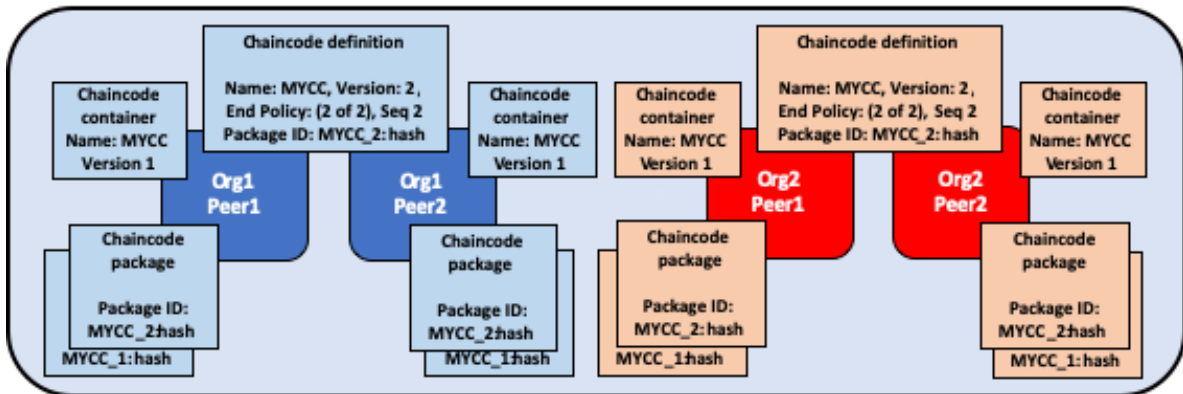 Chaincode definition
Name: MYCC, Version: 2,
End Policy: (2 of 2), Seq 2
Package ID: MYCC_2:hash
Chaincode
container
Name: MYCC
Version 1
Chaincode
container
Name: MYCC
Version 1
Org1
Peer1
Org1
Peer2
Chaincode
package
Package ID:
MYCC_2:hash
MYCC_1:hash
Chaincode
package
Package ID:
MYCC_2:hash
MYCC_1:hash
Chaincode definition
Name: MYCC, Version: 2,
End Policy: (2 of 2), Seq 2
Package ID: MYCC_2:hash
Chaincode
container
Name: MYCC
Version 1
Chaincode
container
Name: MYCC
Version 1
Org2
Peer1
Org2
Peer2
Chaincode
package
Package ID:
MYCC_2:hash
MYCC_1:hash
Chaincode
package
Package ID:
MYCC_2:hash
MYCC_1:hash